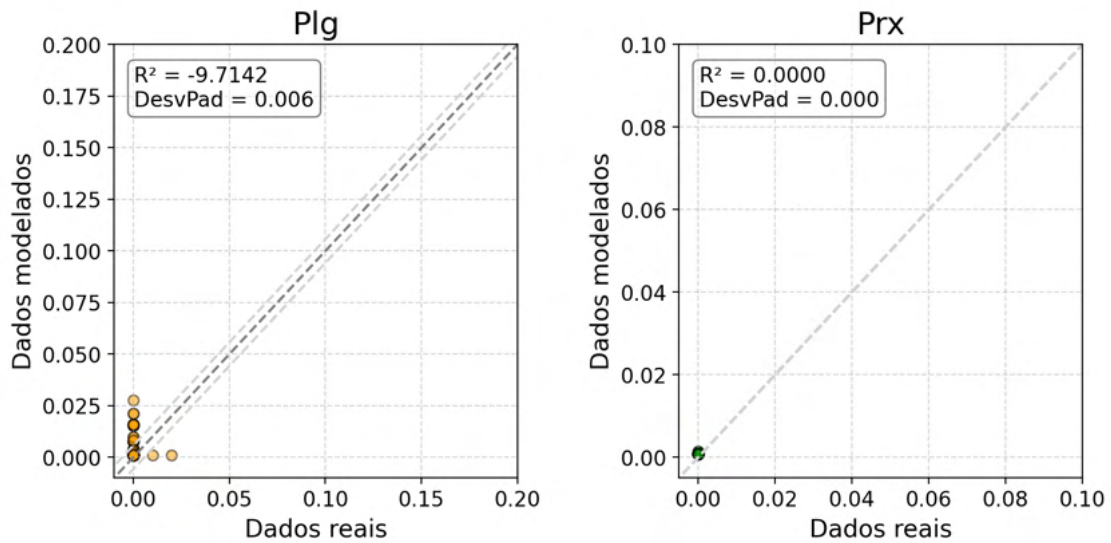 Plg
R² = -9.7142
DesvPad = 0.006
0.200
0.175
0.150
0.125
0.100
0.075
0.050
0.025
0.000
Dados modelados
0.00 0.05 0.10 0.15 0.20
Dados reais
Prx
R² = 0.0000
DesvPad = 0.000
0.10
0.08
0.06
0.04
0.02
0.00
Dados modelados
0.00 0.02 0.04 0.06 0.08 0.10
Dados reais